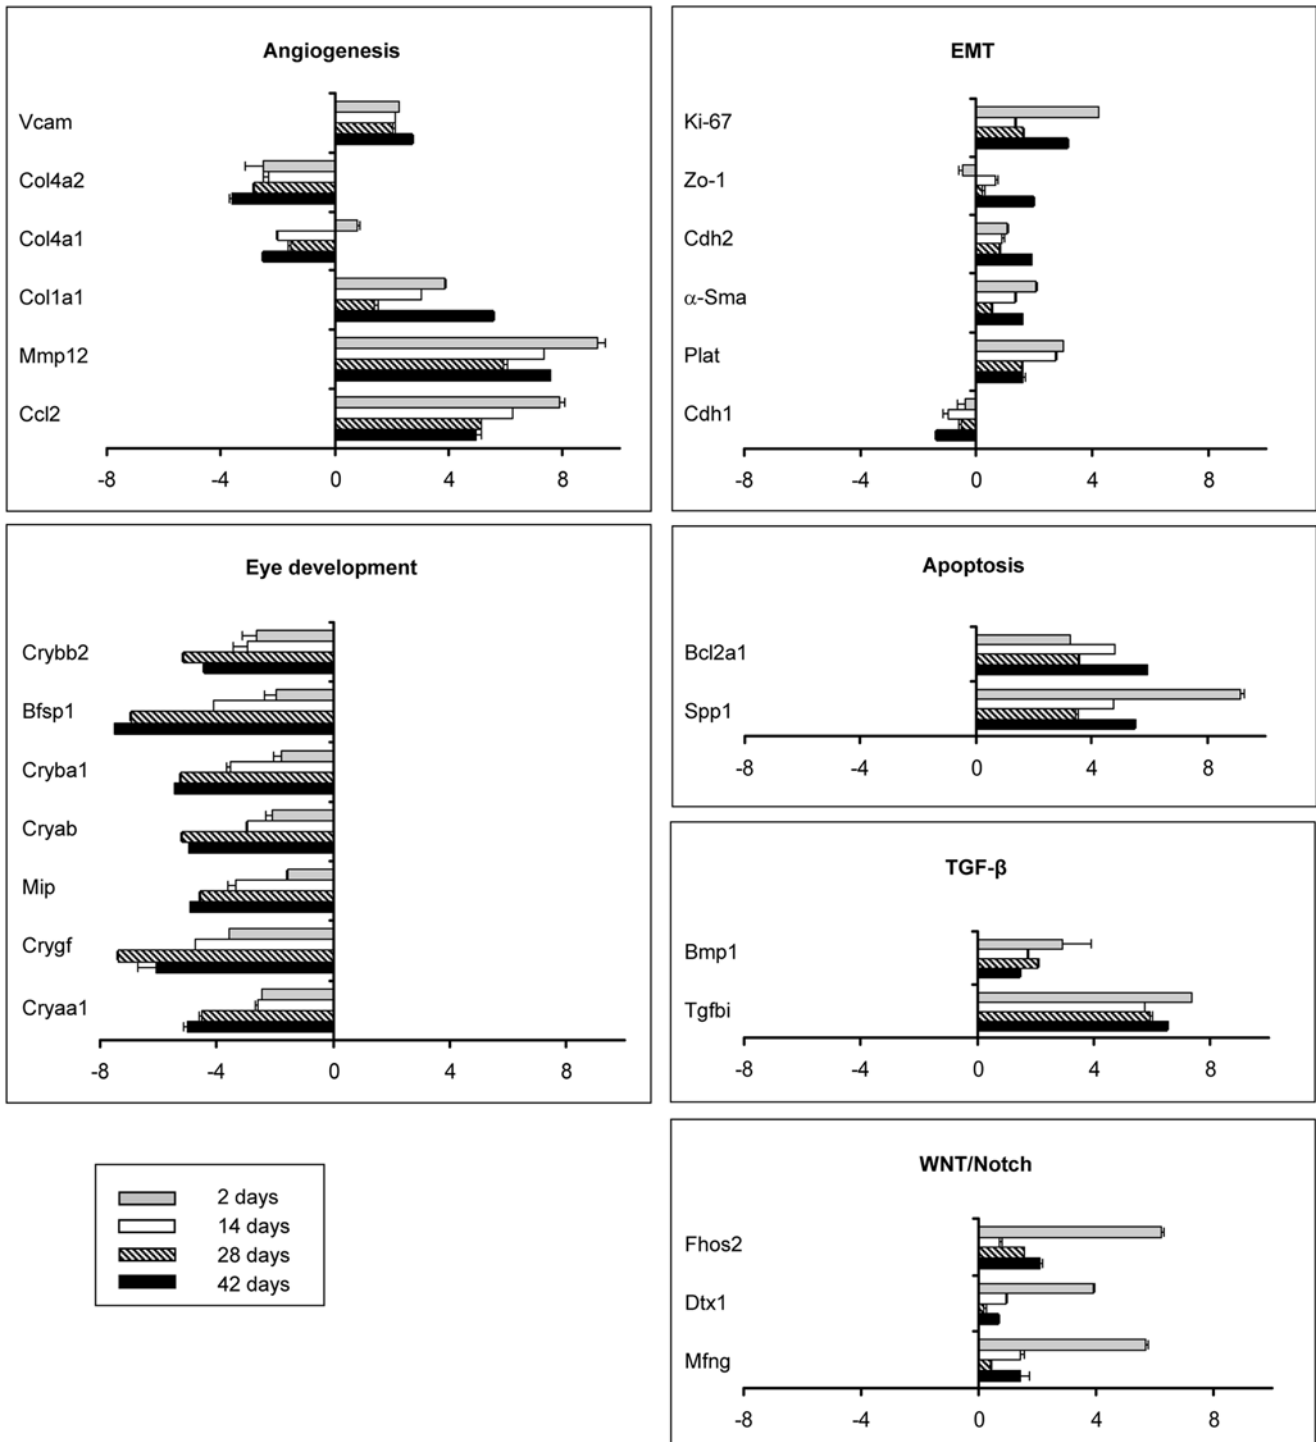 Angiogenesis
Vcam
Col4a2
Col4a1
Col1a1
Mmp12
Ccl2
-8 -4 0 4 8
EMT
Ki-67
Zo-1
Cdh2
α-Sma
Plat
Cdh1
-8 -4 0 4 8
Eye development
Crybb2
Bfsp1
Cryba1
Cryab
Mip
Crygf
Cryaa1
-8 -4 0 4 8
Apoptosis
Bcl2a1
Spp1
-8 -4 0 4 8
TGF-β
Bmp1
Tgfbi
-8 -4 0 4 8
WNT/Notch
Fhos2
Dtx1
Mfng
-8 -4 0 4 8
2 days
14 days
28 days
42 days